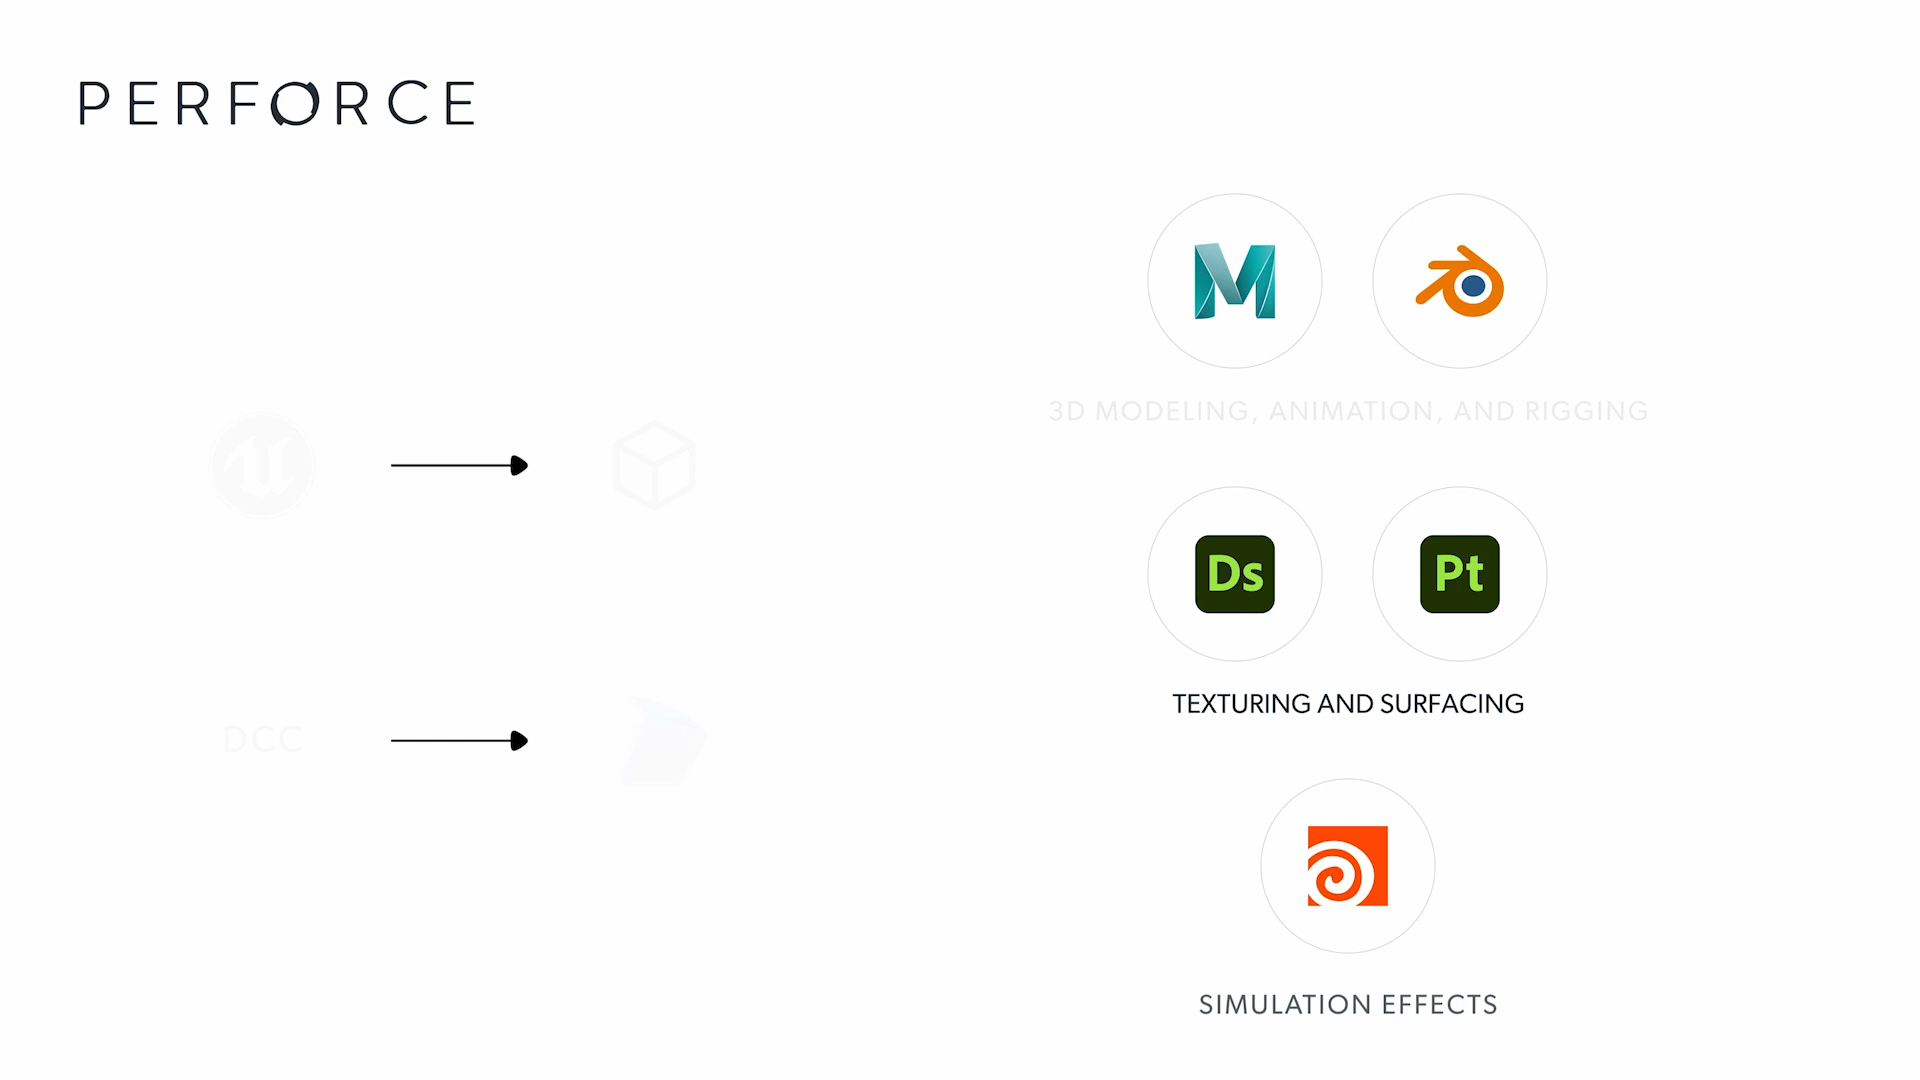 PERFORCE
3D MODELING, ANIMATION, AND RIGGING
Ds
Pt
TEXTURING AND SURFACING
DCC
SIMULATION EFFECTS